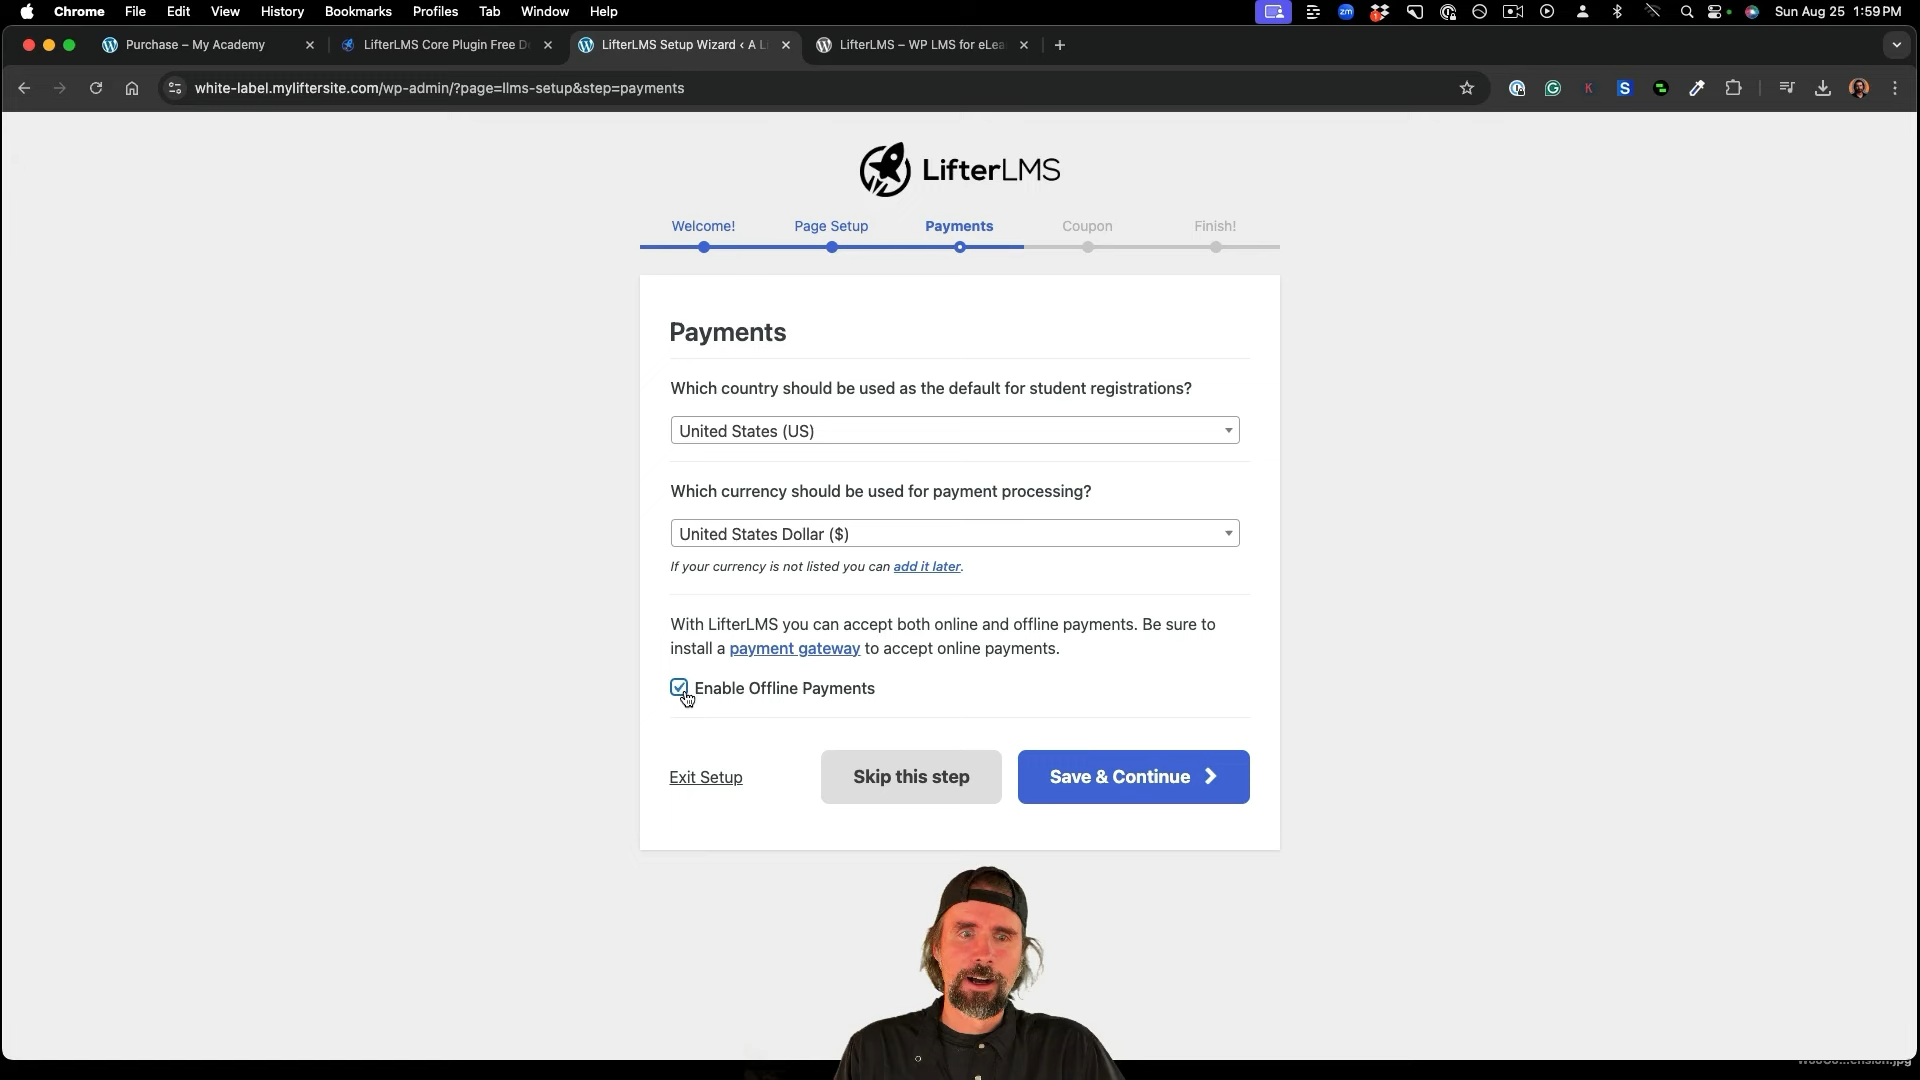 Chrome File Edit View History Bookmarks Profiles Tab Window Help
zm 1 Sun Aug 25 1:59 PM
Purchase – My Academy
LifterLMS Core Plugin Free D
LifterLMS Setup Wizard ‹ A L
LifterLMS – WP LMS for eLea
white-label.myliftersite.com/wp-admin/?page=llms-setup&step=payments
LifterLMS
Welcome! Page Setup Payments Coupon Finish!
Payments
Which country should be used as the default for student registrations?
United States (US)
Which currency should be used for payment processing?
United States Dollar ($)
If your currency is not listed you can add it later.
With LifterLMS you can accept both online and offline payments. Be sure to
install a payment gateway to accept online payments.
Enable Offline Payments
Exit Setup Skip this step Save & Continue